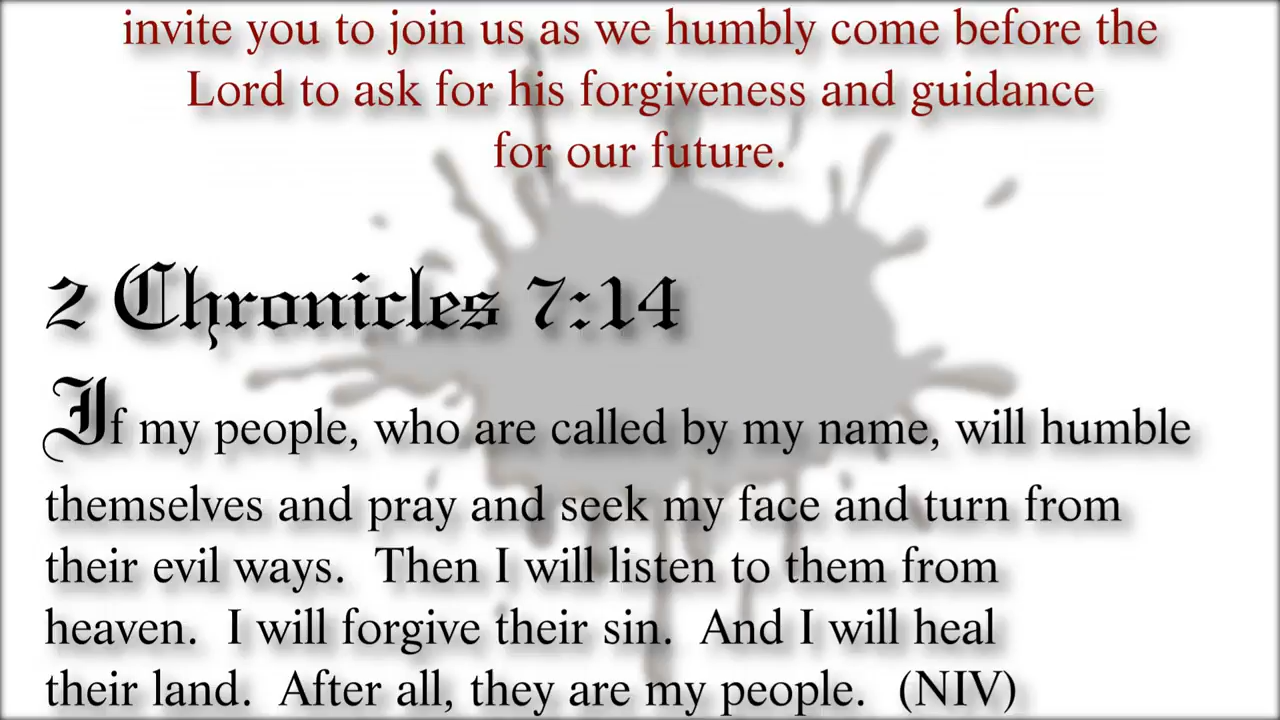 invite you to join us as we humbly come before the
Lord to ask for his forgiveness and guidance
for our future.
2 Chronicles 7:14
If my people, who are called by my name, will humble
themselves and pray and seek my face and turn from
their evil ways.  Then I will listen to them from
heaven.  I will forgive their sin.  And I will heal
their land.  After all, they are my people.  (NIV)